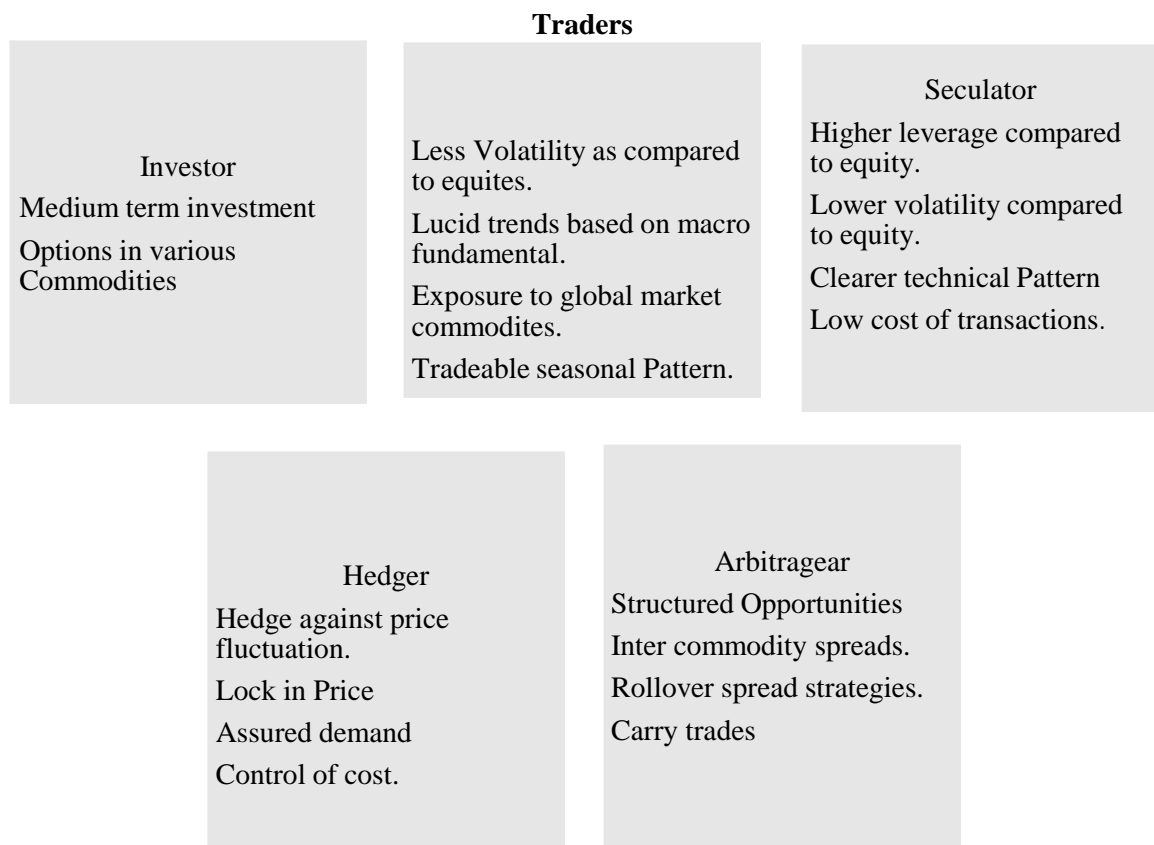 Traders
Investor
Medium term investment
Options in various
Commodities
Less Volatility as compared
to equites.
Lucid trends based on macro
fundamental.
Exposure to global market
commodites.
Tradeable seasonal Pattern.
Seculator
Higher leverage compared
to equity.
Lower volatility compared
to equity.
Clearer technical Pattern
Low cost of transactions.
Hedger
Hedge against price
fluctuation.
Lock in Price
Assured demand
Control of cost.
Arbitragear
Structured Opportunities
Inter commodity spreads.
Rollover spread strategies.
Carry trades